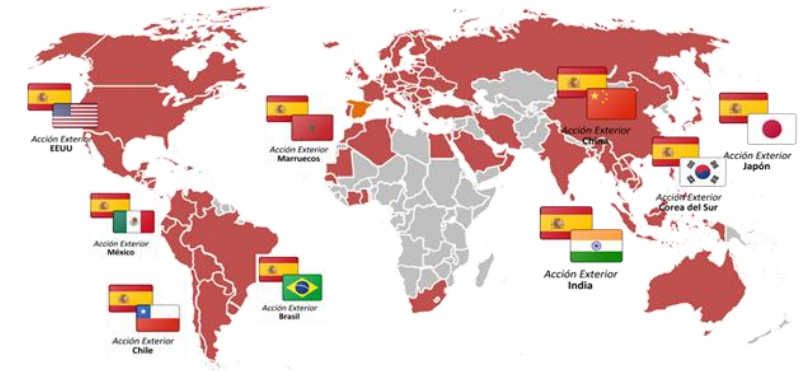 Acción Exterior
EEUU
Acción Exterior
Marruecos
Acción Exterior
China
Acción Exterior
Japón
Acción Exterior
Corea del Sur
Acción Exterior
México
Acción Exterior
India
Acción Exterior
Brasil
Acción Exterior
Chile